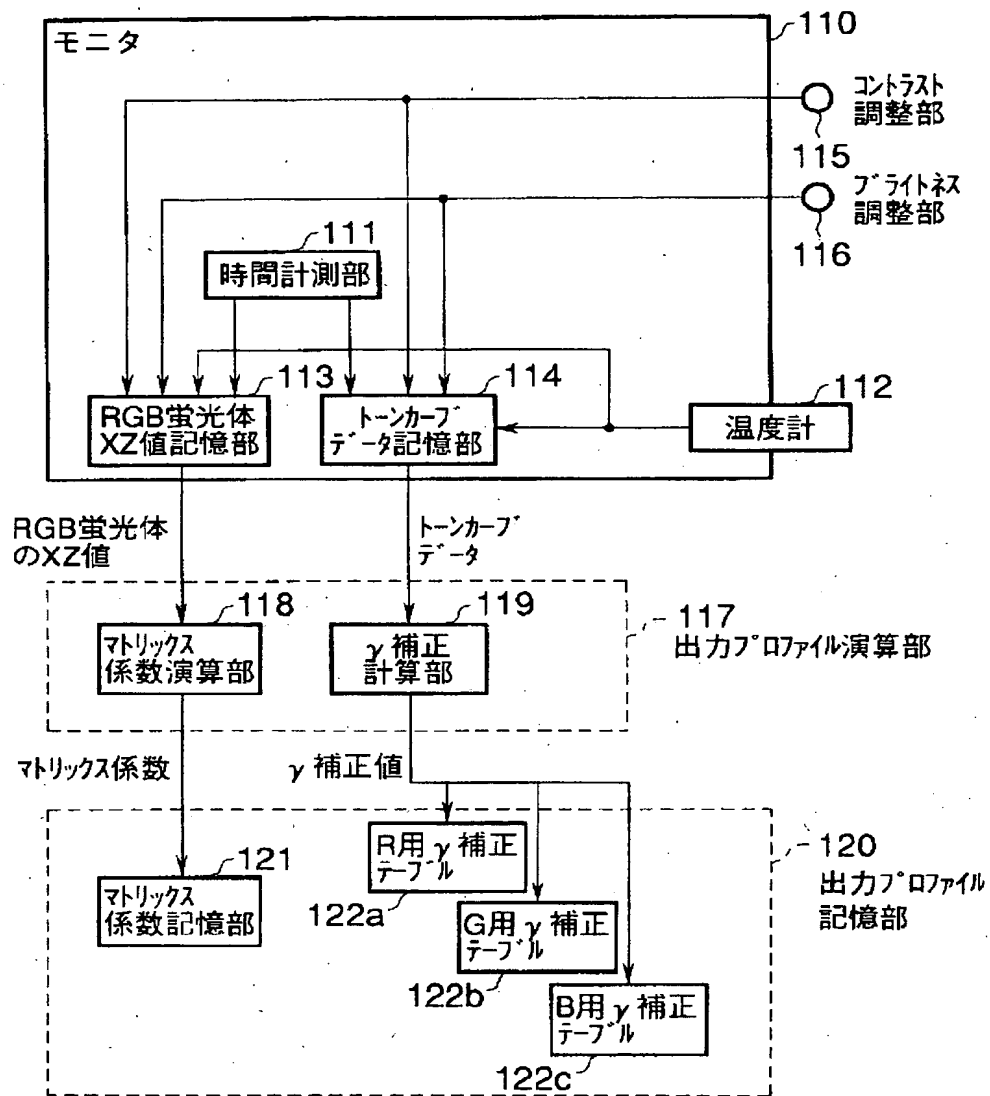 モニタ
110
コントラスト
調整部
115
ブライトネス
調整部
116
111
時間計測部
113
RGB蛍光体
XZ値記憶部
114
トーンカーブ
データ記憶部
112
温度計
RGB蛍光体
のXZ値
トーンカーブ
データ
118
マトリックス
係数演算部
119
γ補正
計算部
117
出力プロファイル演算部
マトリックス係数
γ補正値
121
マトリックス
係数記憶部
R用γ補正
テーブル
122a
G用γ補正
テーブル
122b
B用γ補正
テーブル
122c
120
出力プロファイル
記憶部